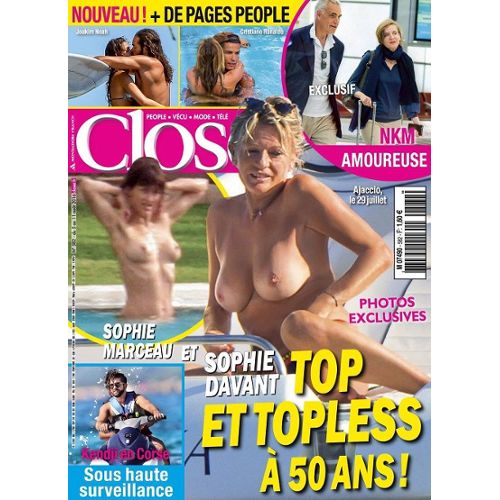 NOUVEAU! + DE PAGES PEOPLE
Joakim Noah
Cristiano Ronaldo
EXCLUSIF
NKM
AMOUREUSE
PEOPLE • VÉCU • MODE • TÉLÉ
Clos
Ajaccio,
le 29 juillet
PHOTOS
EXCLUSIVES
SOPHIE
MARCEAU ET
SOPHIE
DAVANT
TOP
ET TOPLESS
À 50 ANS!
Kendji en Corse
Sous haute
surveillance